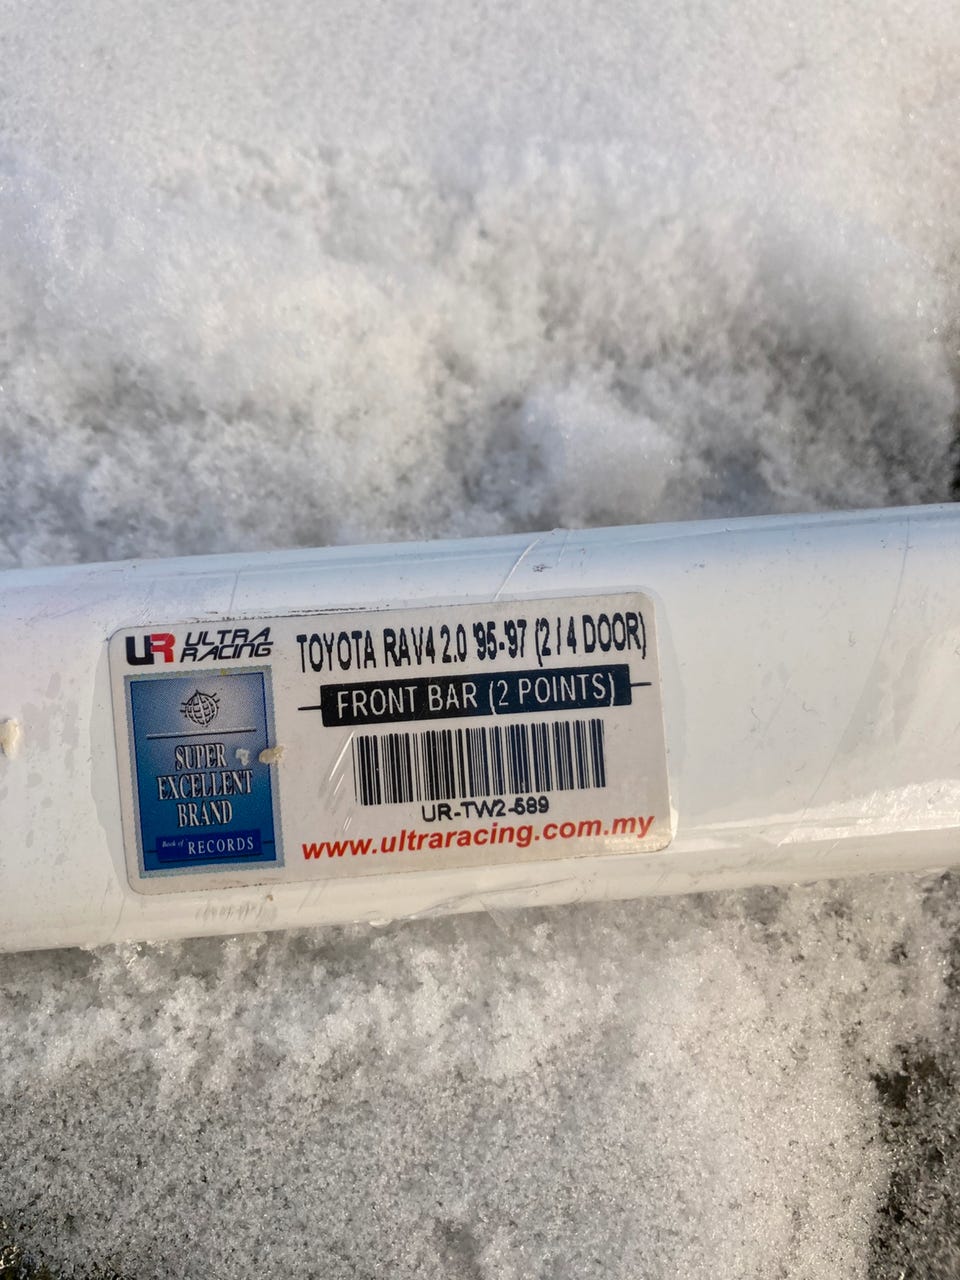 UR ULTRA RACING
TOYOTA RAV4 2.0 '95-'97 (2 / 4 DOOR)
FRONT BAR (2 POINTS)
SUPER
EXCELLENT
BRAND
Book of RECORDS
UR-TW2-589
www.ultraracing.com.my